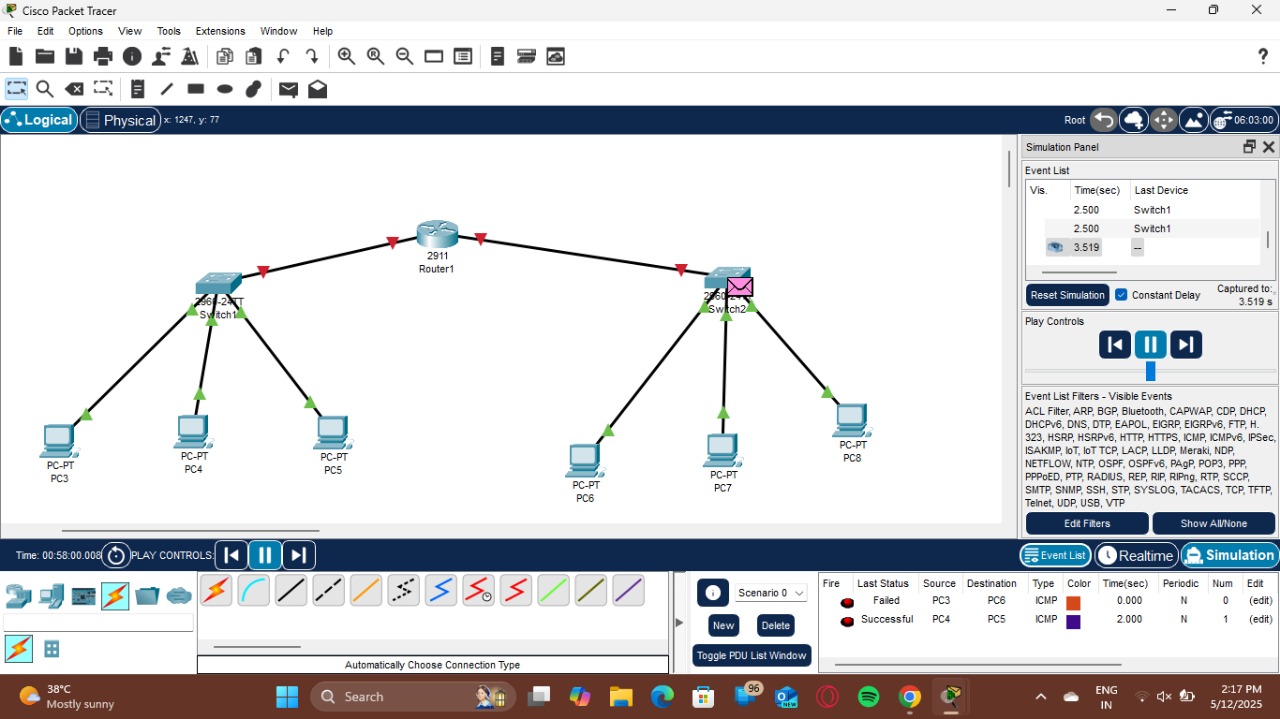 Cisco Packet Tracer
File Edit Options View Tools Extensions Window Help
?
Logical Physical x: 1247, y: 77 Root 06:03:00
Simulation Panel
Event List
Vis. Time(sec) Last Device
2.500 Switch1
2.500 Switch1
3.519 --
Reset Simulation Constant Delay Captured to:
3.519 s
Play Controls
Event List Filters - Visible Events
ACL Filter, ARP, BGP, Bluetooth, CAPWAP, CDP, DHCP,
DHCPv6, DNS, DTP, EAPOL, EIGRP, EIGRPv6, FTP, H.
323, HSRP, HSRPv6, HTTP, HTTPS, ICMP, ICMPv6, IPSec,
ISAKMP, IoT, IoT TCP, LACP, LLDP, Meraki, NDP,
NETFLOW, NTP, OSPF, OSPFv6, PAgP, POP3, PPP,
PPPoED, PTP, RADIUS, REP, RIP, RIPng, RTP, SCCP,
SMTP, SNMP, SSH, STP, SYSLOG, TACACS, TCP, TFTP,
Telnet, UDP, USB, VTP
Edit Filters Show All/None
2911
Router1
2960-24TT
Switch1
Switch2
PC-PT
PC3
PC-PT
PC4
PC-PT
PC5
PC-PT
PC6
PC-PT
PC7
PC-PT
PC8
Time: 00:58:00.008 PLAY CONTROLS: Event List Realtime Simulation
Automatically Choose Connection Type
Scenario 0
New Delete
Toggle PDU List Window
Fire Last Status Source Destination Type Color Time(sec) Periodic Num Edit
Failed PC3 PC6 ICMP 0.000 N 0 (edit)
Successful PC4 PC5 ICMP 2.000 N 1 (edit)
38°C
Mostly sunny
Search
96
NEW
ENG
IN
2:17 PM
5/12/2025